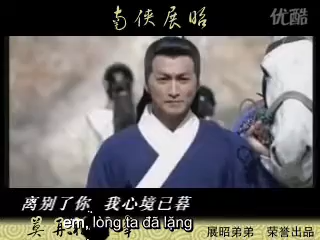 南侠展昭
优酷
离别了你 我心境已暮
em, lòng ta đã lặng
展昭弟弟 荣誉出品